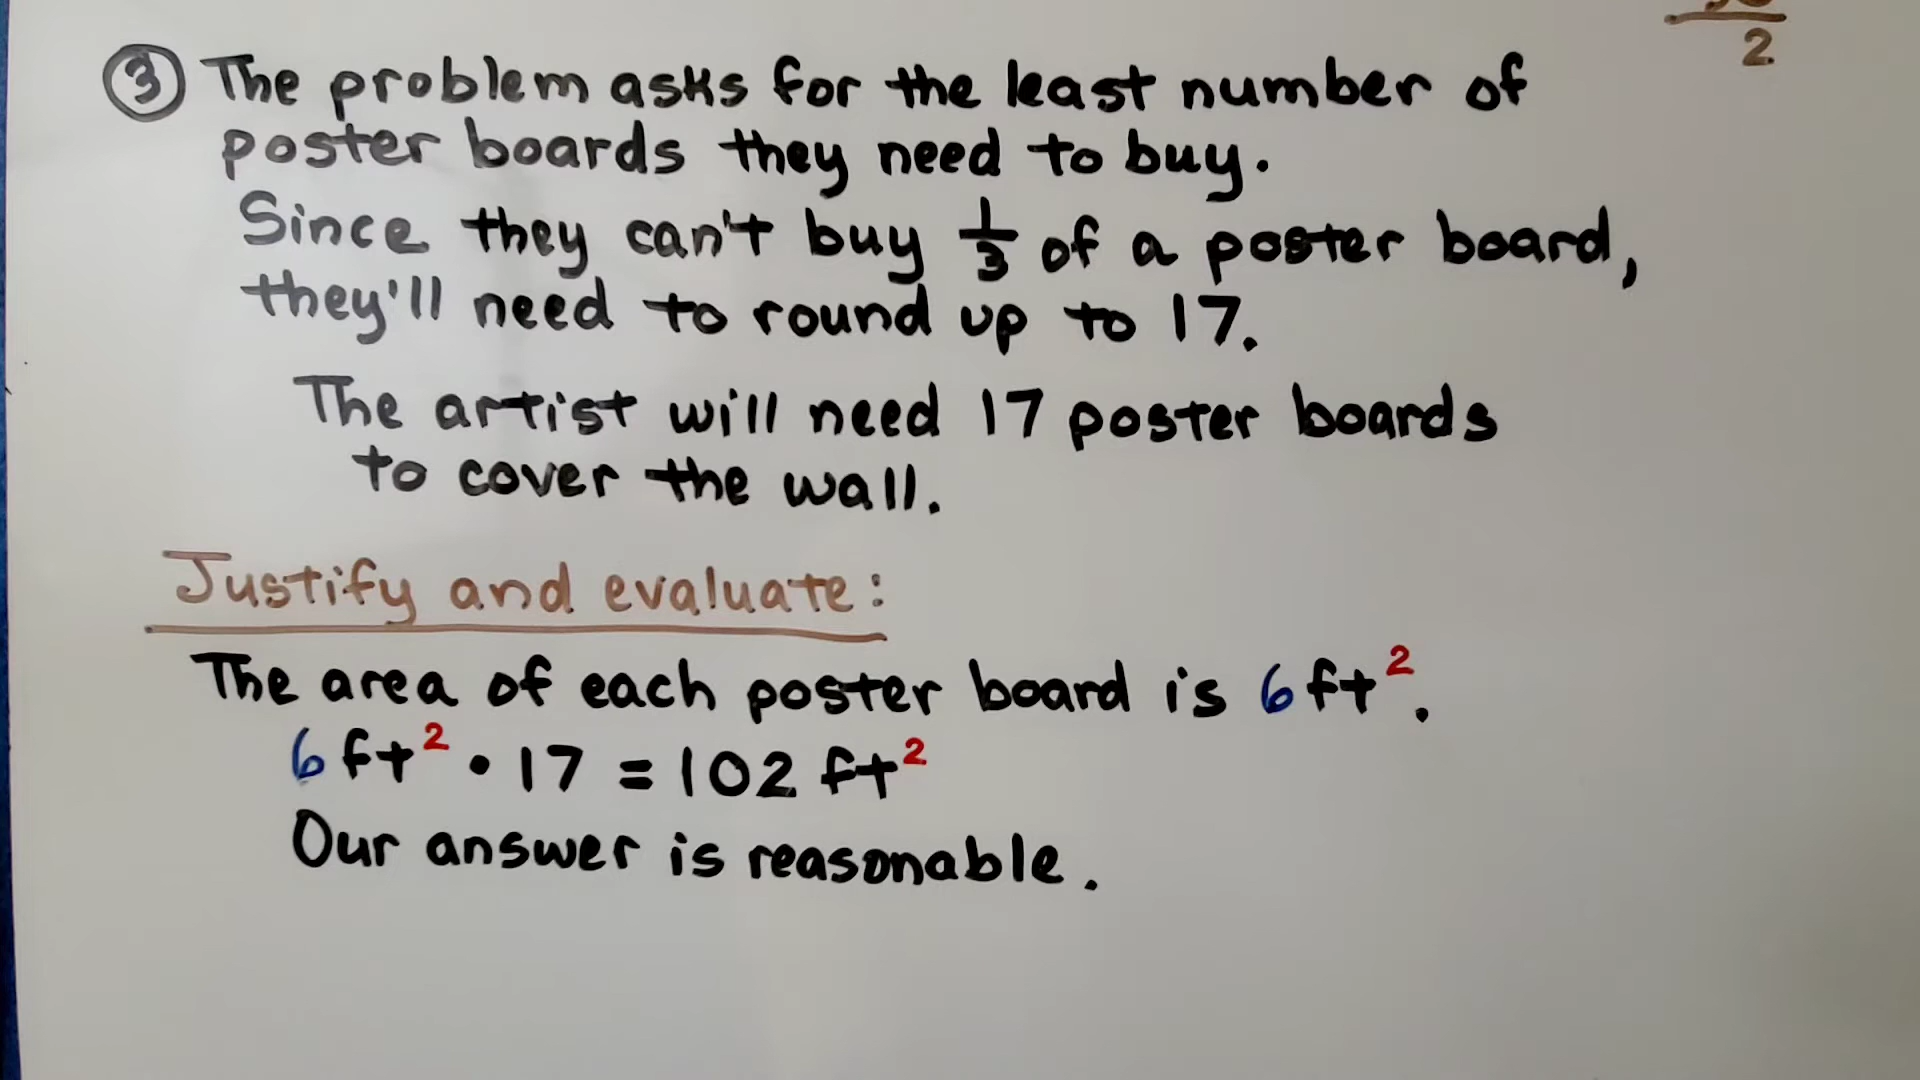 2
③ The problem asks for the least number of
poster boards they need to buy.
Since they can't buy 1/3 of a poster board,
they'll need to round up to 17.
The artist will need 17 poster boards
to cover the wall.
Justify and evaluate:
The area of each poster board is 6 ft².
6 ft² • 17 = 102 ft²
Our answer is reasonable.